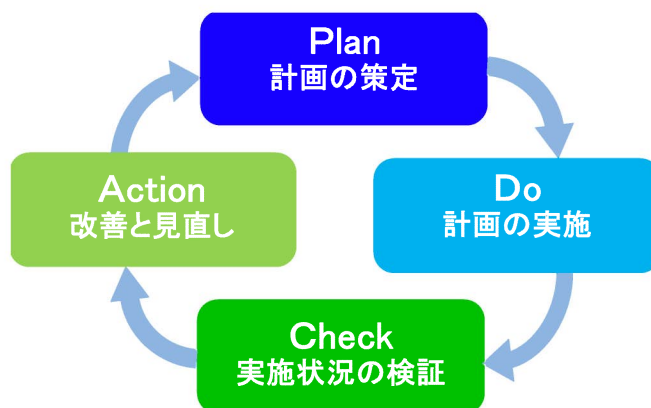 Plan
計画の策定
Do
計画の実施
Check
実施状況の検証
Action
改善と見直し